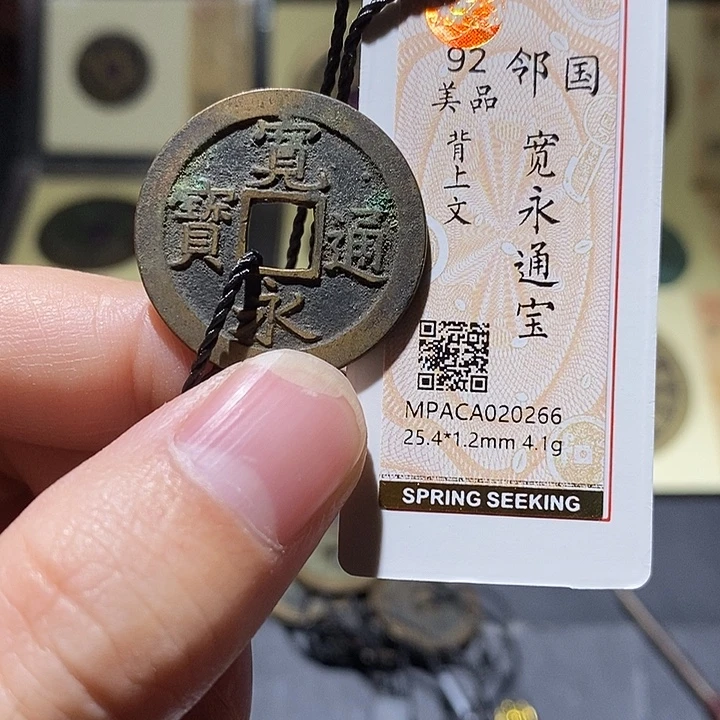 寛
永
通
寳
92
美品
背上文
邻国
宽永通宝
MPACA020266
25.4*1.2mm 4.1g
SPRING SEEKING